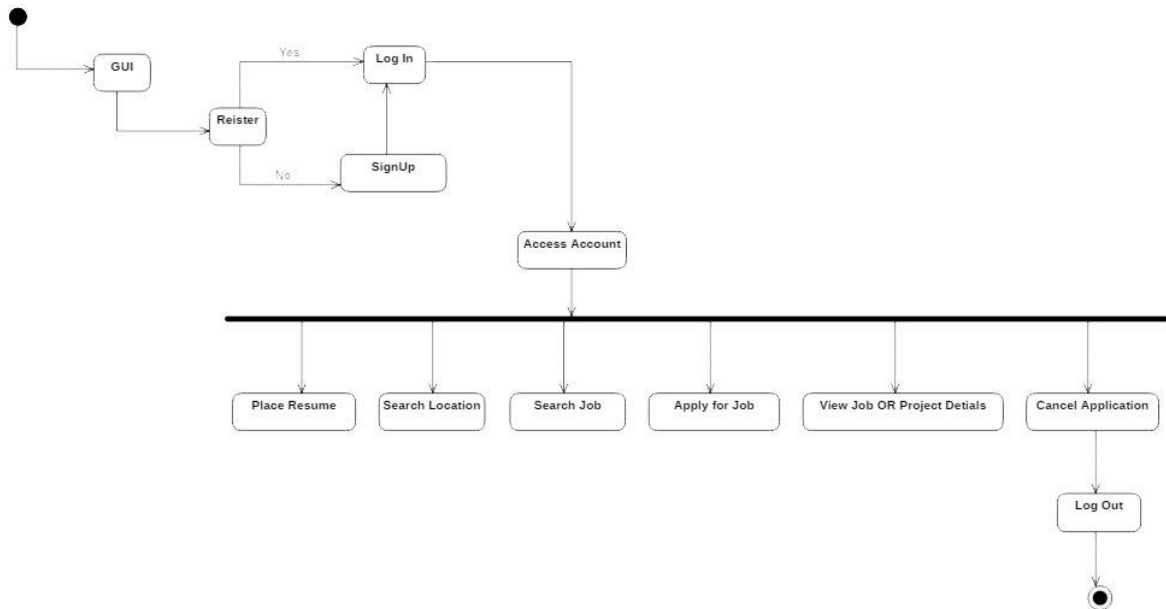 GUI
Yes
Log In
Reister
No
SignUp
Access Account
Place Resume
Search Location
Search Job
Apply for Job
View Job OR Project Detials
Cancel Application
Log Out